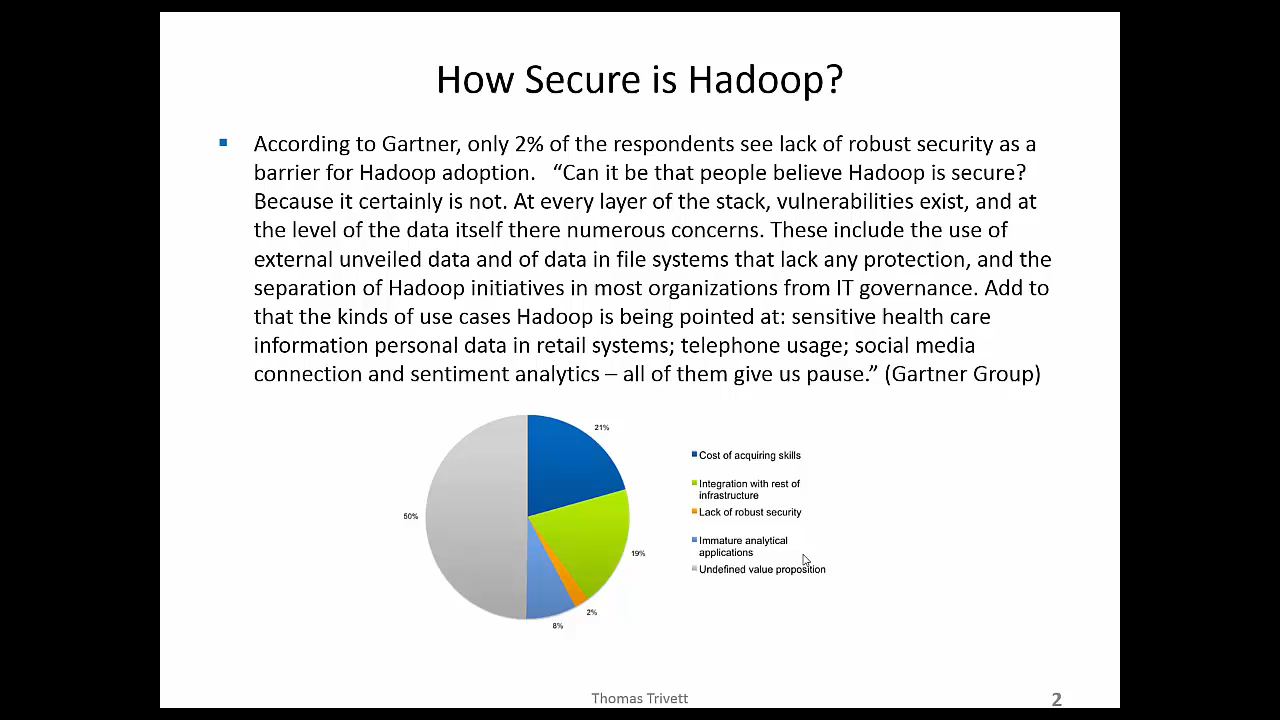 How Secure is Hadoop?
According to Gartner, only 2% of the respondents see lack of robust security as a
barrier for Hadoop adoption.   “Can it be that people believe Hadoop is secure?
Because it certainly is not. At every layer of the stack, vulnerabilities exist, and at
the level of the data itself there numerous concerns. These include the use of
external unveiled data and of data in file systems that lack any protection, and the
separation of Hadoop initiatives in most organizations from IT governance. Add to
that the kinds of use cases Hadoop is being pointed at: sensitive health care
information personal data in retail systems; telephone usage; social media
connection and sentiment analytics – all of them give us pause.” (Gartner Group)
21%
50%
19%
2%
8%
Cost of acquiring skills
Integration with rest of
infrastructure
Lack of robust security
Immature analytical
applications
Undefined value proposition
Thomas Trivett
2